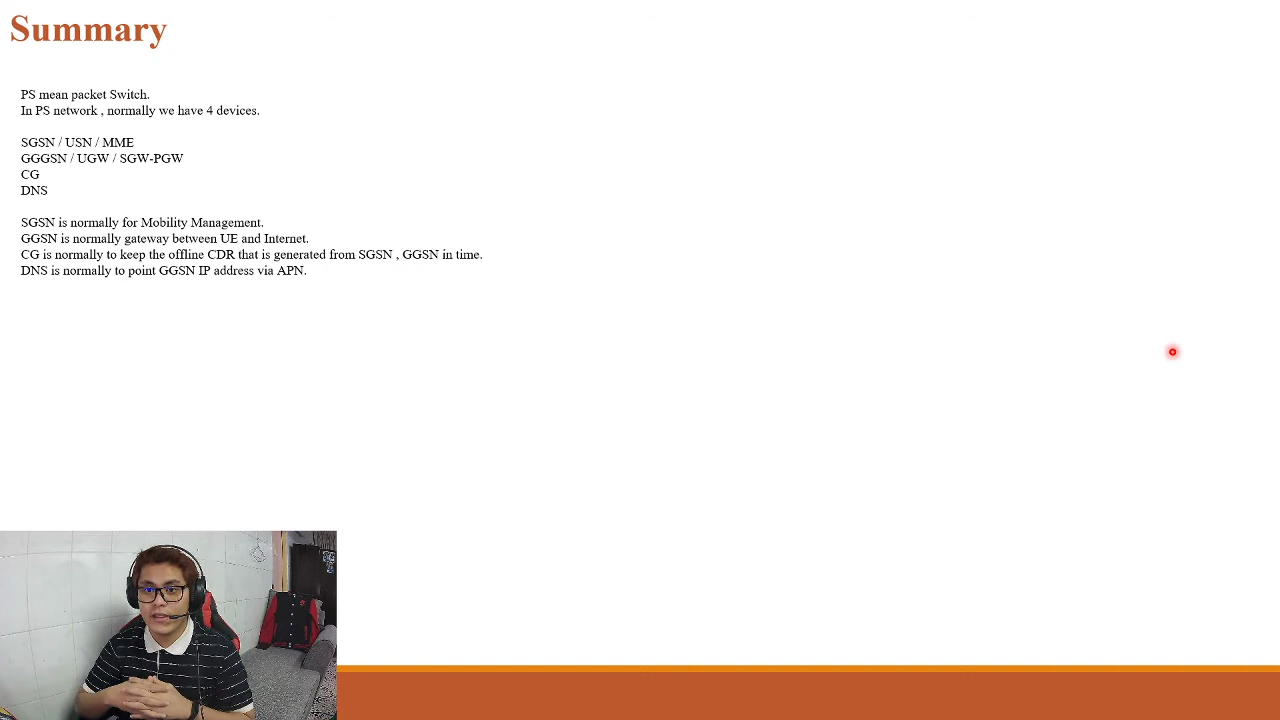 Summary
PS mean packet Switch.
In PS network , normally we have 4 devices.
SGSN / USN / MME
GGGSN / UGW / SGW-PGW
CG
DNS
SGSN is normally for Mobility Management.
GGSN is normally gateway between UE and Internet.
CG is normally to keep the offline CDR that is generated from SGSN , GGSN in time.
DNS is normally to point GGSN IP address via APN.